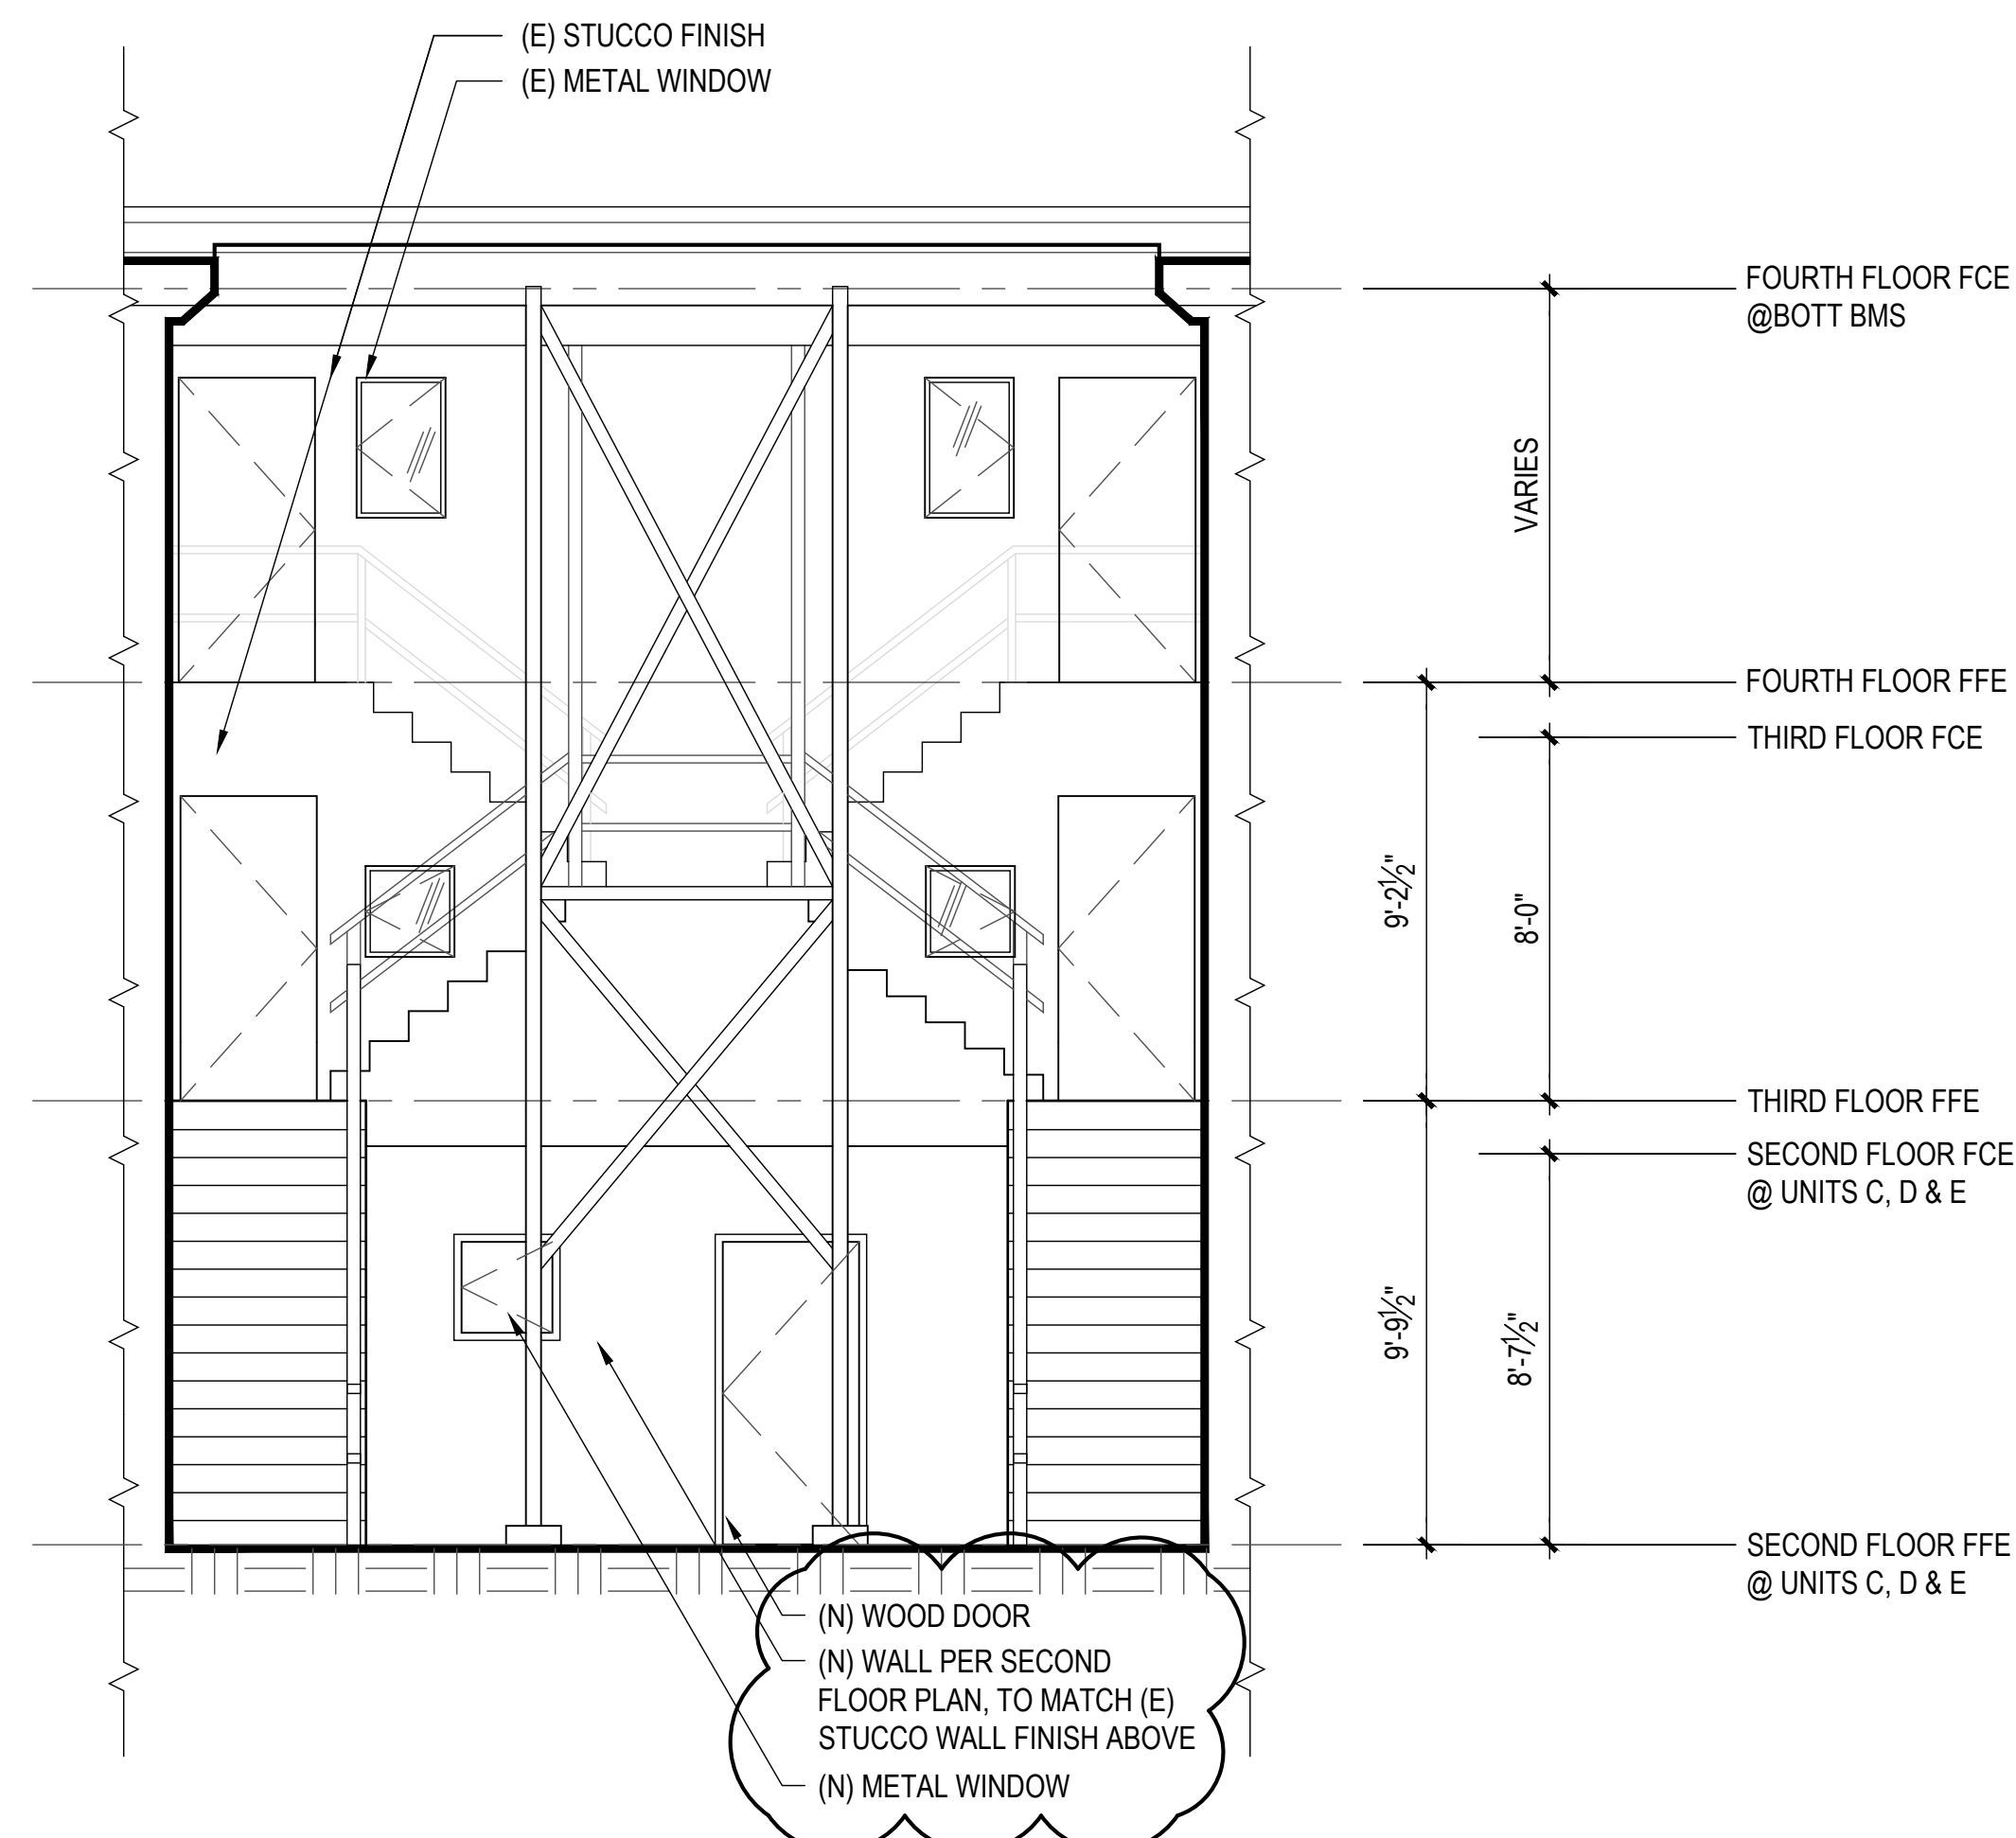 (E) STUCCO FINISH
(E) METAL WINDOW
FOURTH FLOOR FCE
@BOTT BMS
VARIES
FOURTH FLOOR FFE
THIRD FLOOR FCE
9'-2½"
8'-0"
THIRD FLOOR FFE
SECOND FLOOR FCE
@ UNITS C, D & E
9'-9½"
8'-7½"
SECOND FLOOR FFE
@ UNITS C, D & E
(N) WOOD DOOR
(N) WALL PER SECOND
FLOOR PLAN, TO MATCH (E)
STUCCO WALL FINISH ABOVE
(N) METAL WINDOW